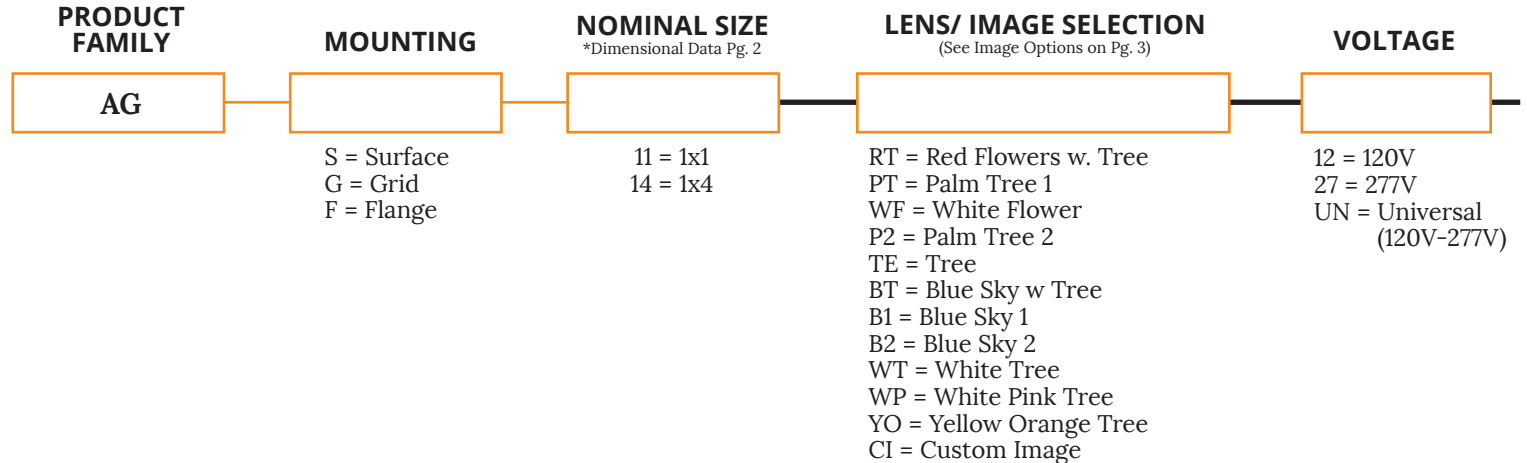 PRODUCT
FAMILY
AG
MOUNTING
S = Surface
G = Grid
F = Flange
NOMINAL SIZE
*Dimensional Data Pg. 2
11 = 1x1
14 = 1x4
LENS/ IMAGE SELECTION
(See Image Options on Pg. 3)
RT = Red Flowers w. Tree
PT = Palm Tree 1
WF = White Flower
P2 = Palm Tree 2
TE = Tree
BT = Blue Sky w Tree
B1 = Blue Sky 1
B2 = Blue Sky 2
WT = White Tree
WP = White Pink Tree
YO = Yellow Orange Tree
CI = Custom Image
VOLTAGE
12 = 120V
27 = 277V
UN = Universal
(120V-277V)